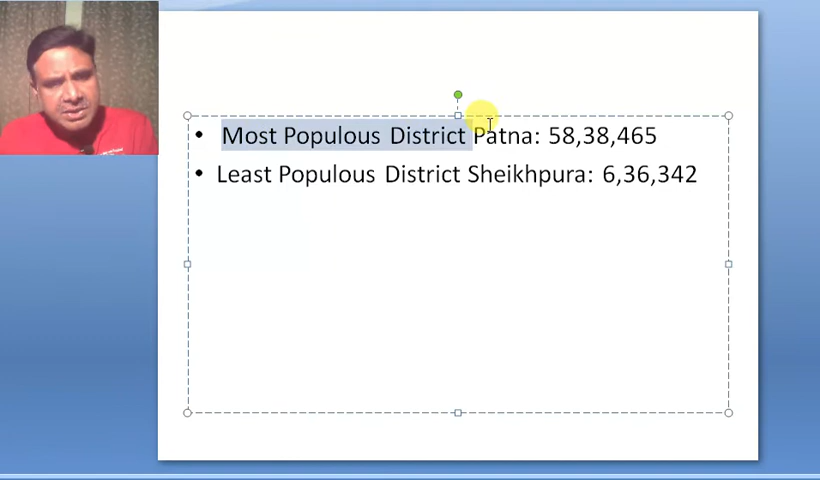 • Most Populous District Patna: 58,38,465
• Least Populous District Sheikhpura: 6,36,342